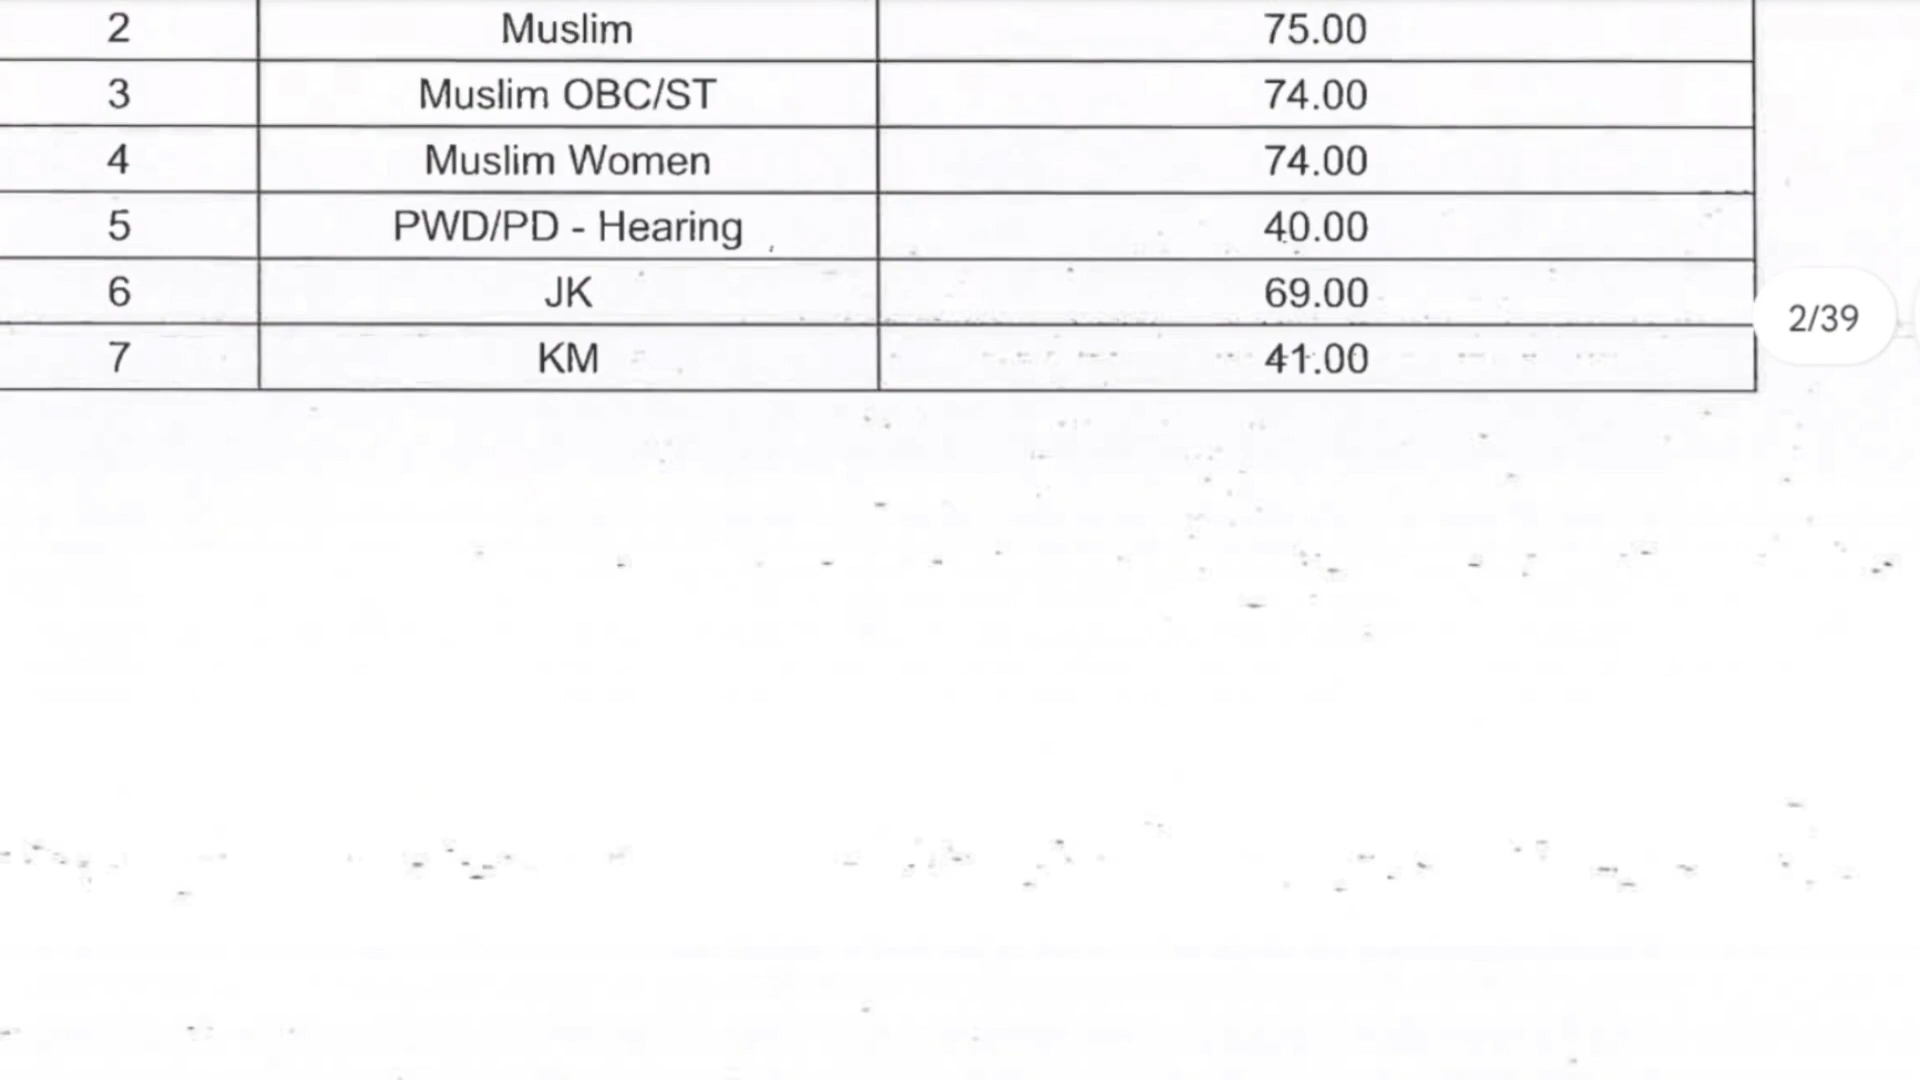 2 Muslim 75.00
3 Muslim OBC/ST 74.00
4 Muslim Women 74.00
5 PWD/PD - Hearing 40.00
6 JK 69.00
7 KM 41.00
2/39